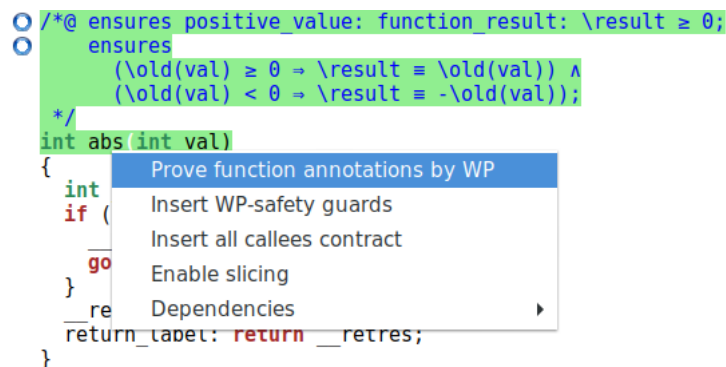 /*@ ensures positive_value: function_result: \result ≥ 0;
ensures
(\old(val) ≥ 0 ⇒ \result ≡ \old(val)) ∧
(\old(val) < 0 ⇒ \result ≡ -\old(val));
*/
int abs(int val)
{
Prove function annotations by WP
int
Insert WP-safety guards
if (
Insert all callees contract
go
Enable slicing
}
Dependencies
__re
return_label: return __retres;
}